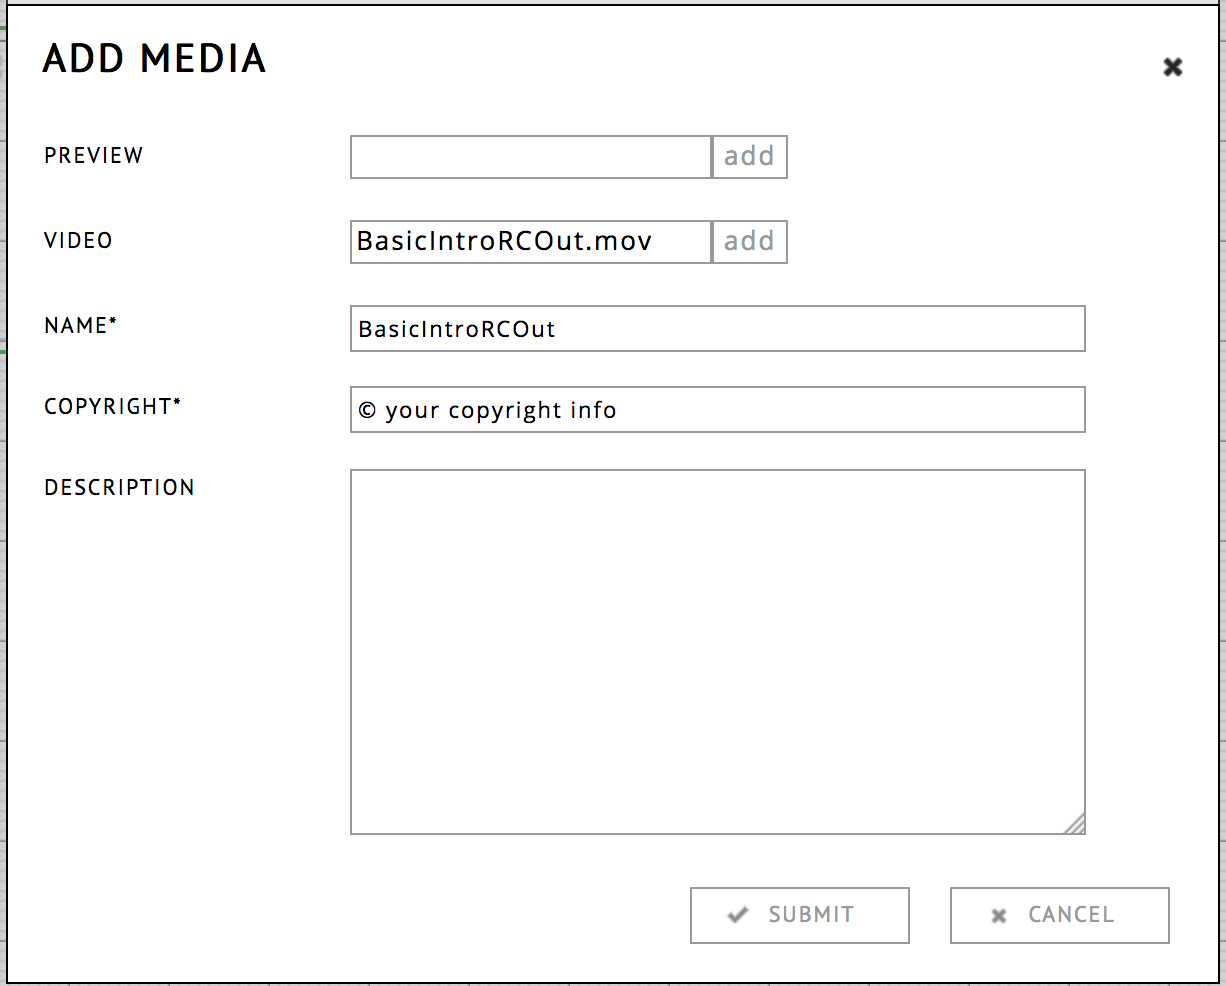 ADD MEDIA
PREVIEW add
VIDEO BasicIntroRCOut.mov add
NAME* BasicIntroRCOut
COPYRIGHT* © your copyright info
DESCRIPTION
SUBMIT CANCEL